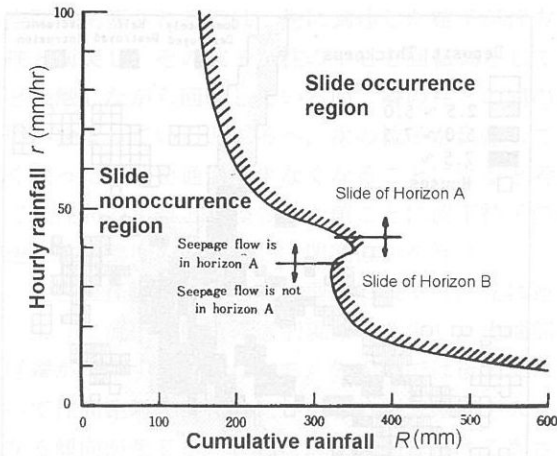 100
50
0
Hourly rainfall r (mm/hr)
Slide occurrence
region
Slide
nonoccurrence
region
Slide of Horizon A
Seepage flow is
in horizon A
Seepage flow is not
in horizon A
Slide of Horizon B
0
100
200
300
400
500
600
Cumulative rainfall R (mm)